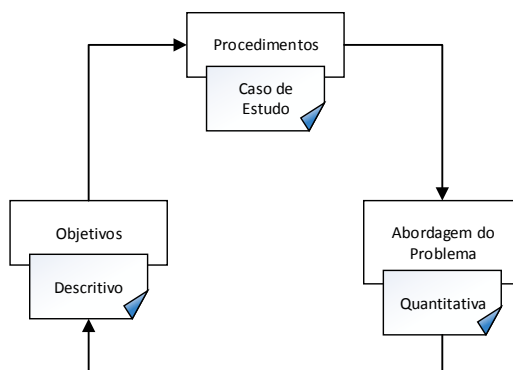 Procedimentos
Caso de
Estudo
Objetivos
Descritivo
Abordagem do
Problema
Quantitativa